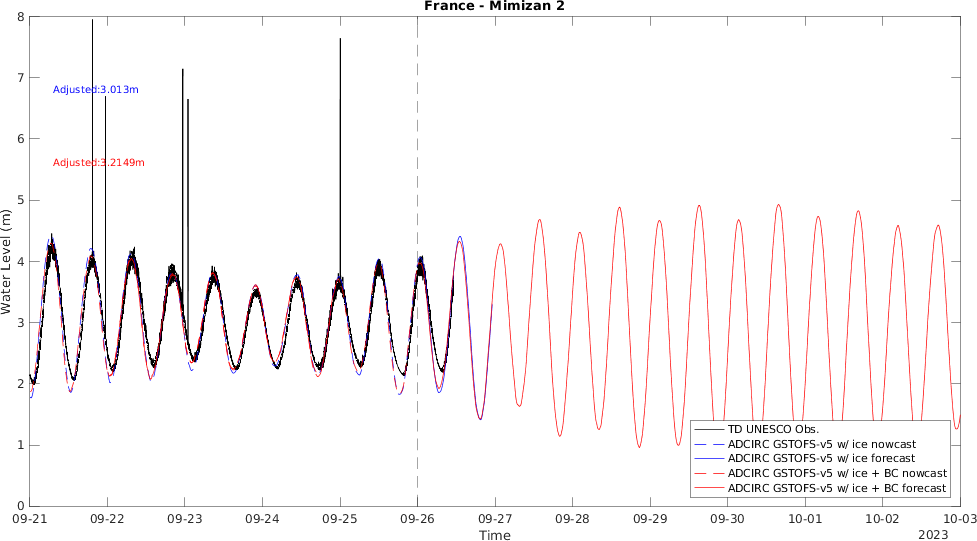 France - Mimizan 2
Water Level (m)
8
7
6
5
4
3
2
1
0
Adjusted:3.013m
Adjusted:3.2149m
TD UNESCO Obs.
ADCIRC GSTOFS-v5 w/ ice nowcast
ADCIRC GSTOFS-v5 w/ ice forecast
ADCIRC GSTOFS-v5 w/ ice + BC nowcast
ADCIRC GSTOFS-v5 w/ ice + BC forecast
09-21 09-22 09-23 09-24 09-25 09-26 09-27 09-28 09-29 09-30 10-01 10-02 10-03
Time
2023